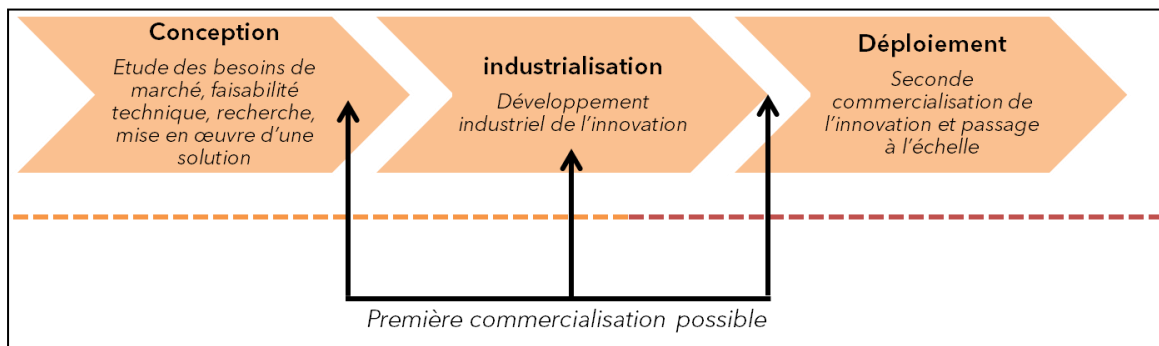 Conception
Etude des besoins de
marché, faisabilité
technique, recherche,
mise en œuvre d'une
solution
industrialisation
Développement
industriel de l'innovation
Déploiement
Seconde
commercialisation de
l'innovation et passage
à l'échelle
Première commercialisation possible